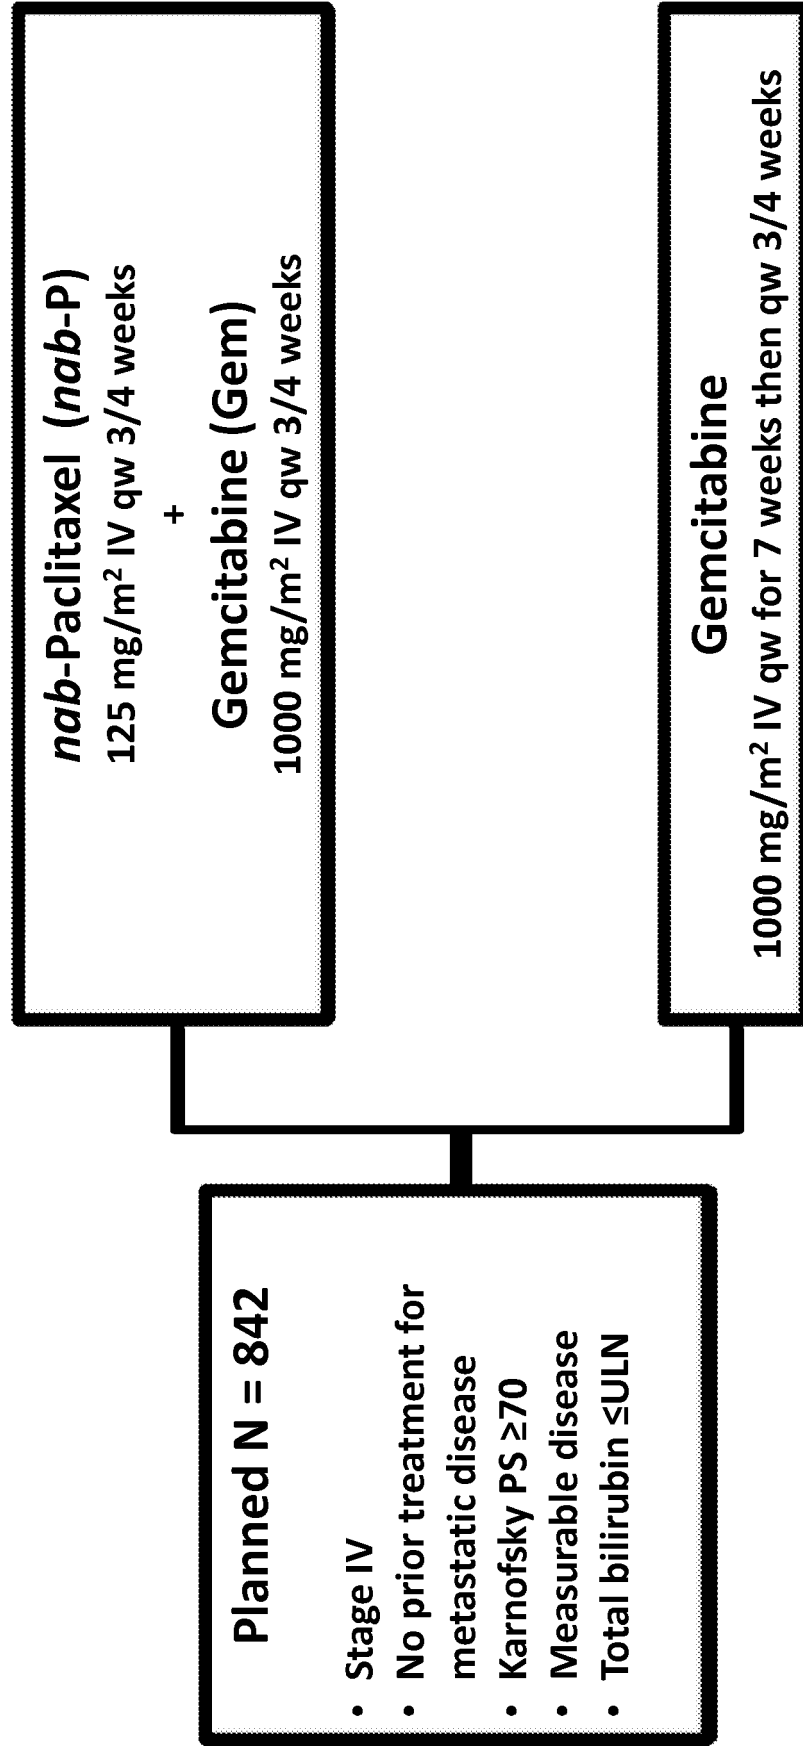 Planned N = 842
• Stage IV
• No prior treatment for
metastatic disease
• Karnofsky PS ≥70
• Measurable disease
• Total bilirubin ≤ULN
nab-Paclitaxel (nab-P)
125 mg/m² IV qw 3/4 weeks
+
Gemcitabine (Gem)
1000 mg/m² IV qw 3/4 weeks
Gemcitabine
1000 mg/m² IV qw for 7 weeks then qw 3/4 weeks